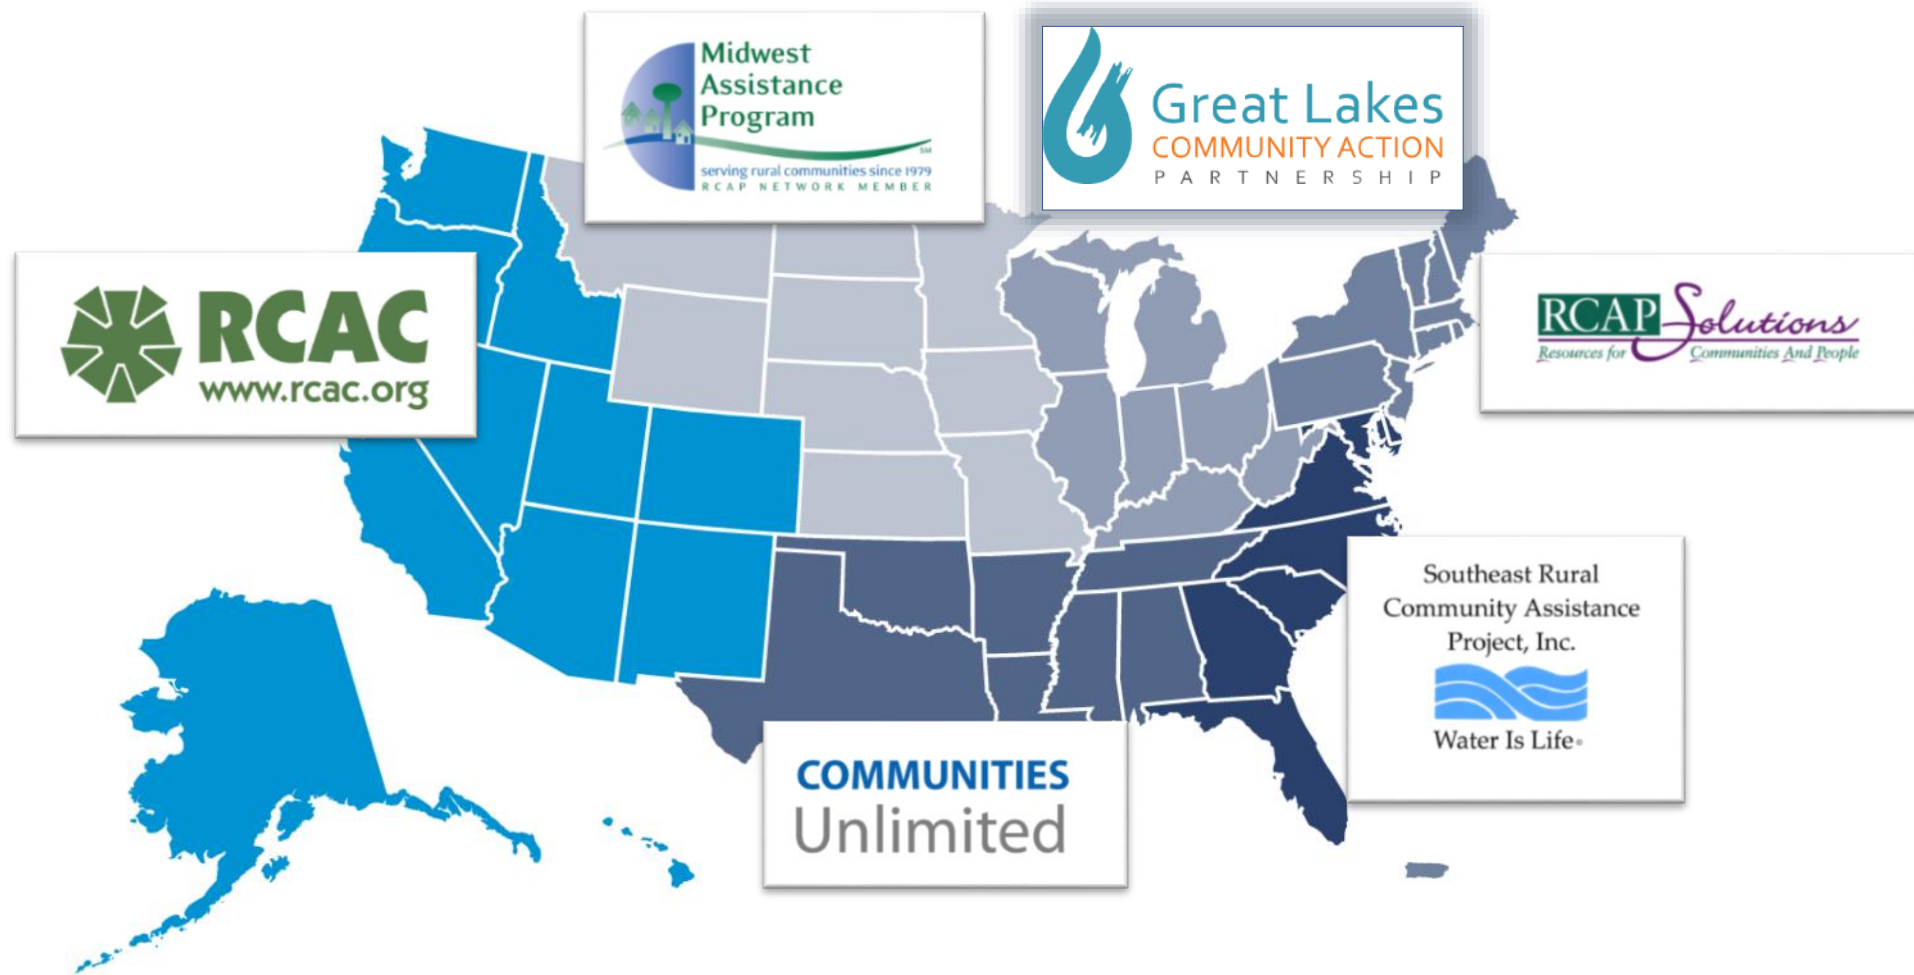 Midwest
Assistance
Program
SM
serving rural communities since 1979
RCAP NETWORK MEMBER
Great Lakes
COMMUNITY ACTION
PARTNERSHIP
RCAC
www.rcac.org
RCAP Solutions
Resources for Communities And People
Southeast Rural
Community Assistance
Project, Inc.
Water Is Life
COMMUNITIES
Unlimited